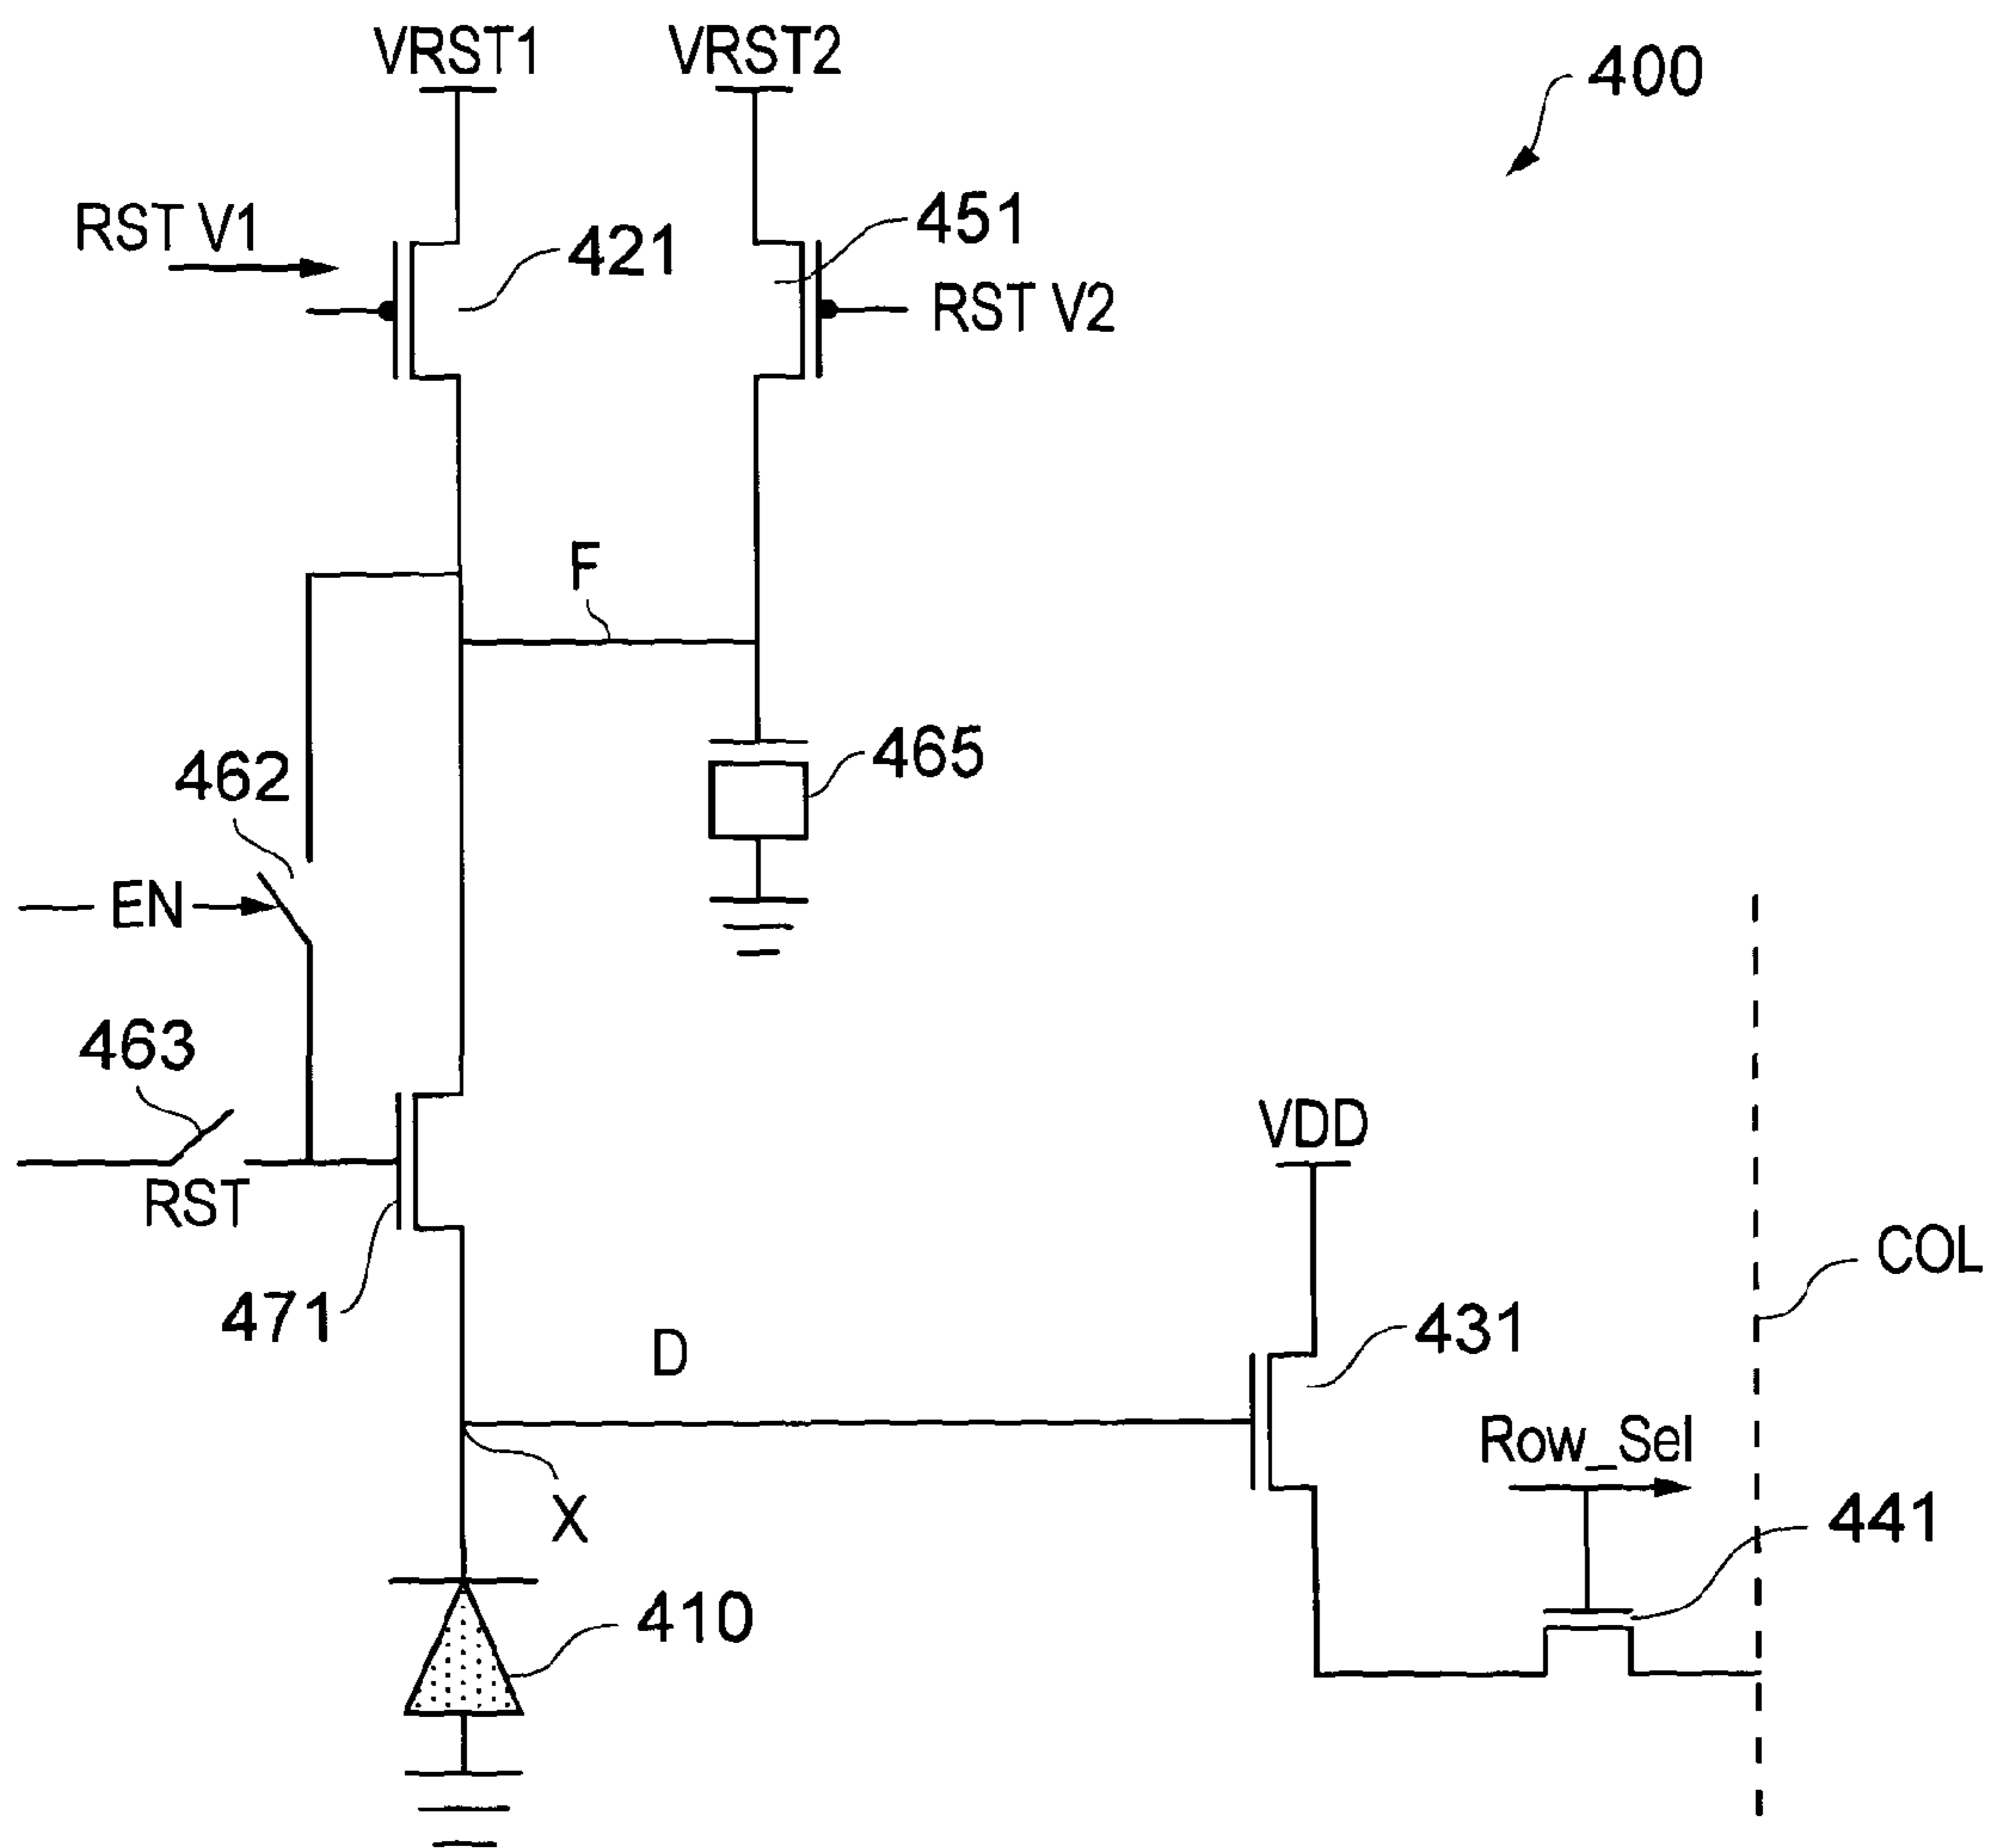 VRST1
VRST2
400
RST V1
421
451
RST V2
F
462
465
EN
463
RST
VDD
471
D
431
COL
Row_Sel
X
441
410